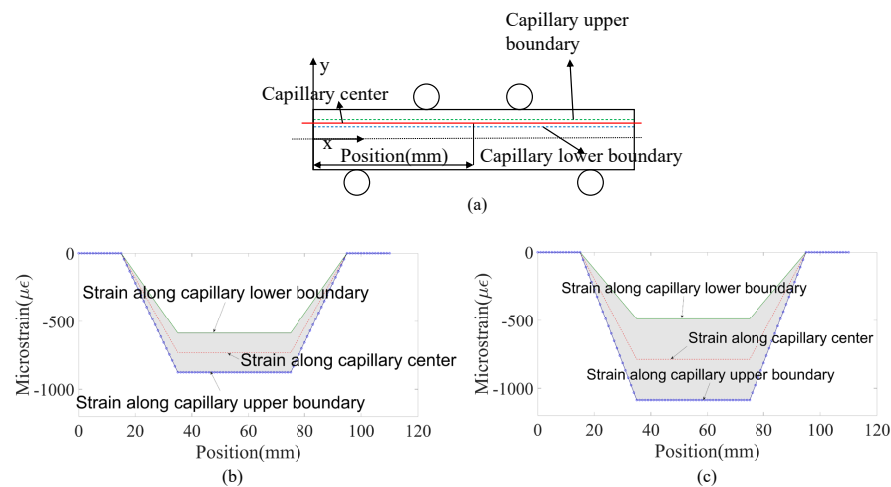 Capillary upper
boundary
y
Capillary center
x
Position(mm)
Capillary lower boundary
(a)
0
-500
-1000
Microstrain(με)
Strain along capillary lower boundary
Strain along capillary center
Strain along capillary upper boundary
0 20 40 60 80 100 120
Position(mm)
(b)
0
-500
-1000
Microstrain(με)
Strain along capillary lower boundary
Strain along capillary center
Strain along capillary upper boundary
0 20 40 60 80 100 120
Position(mm)
(c)